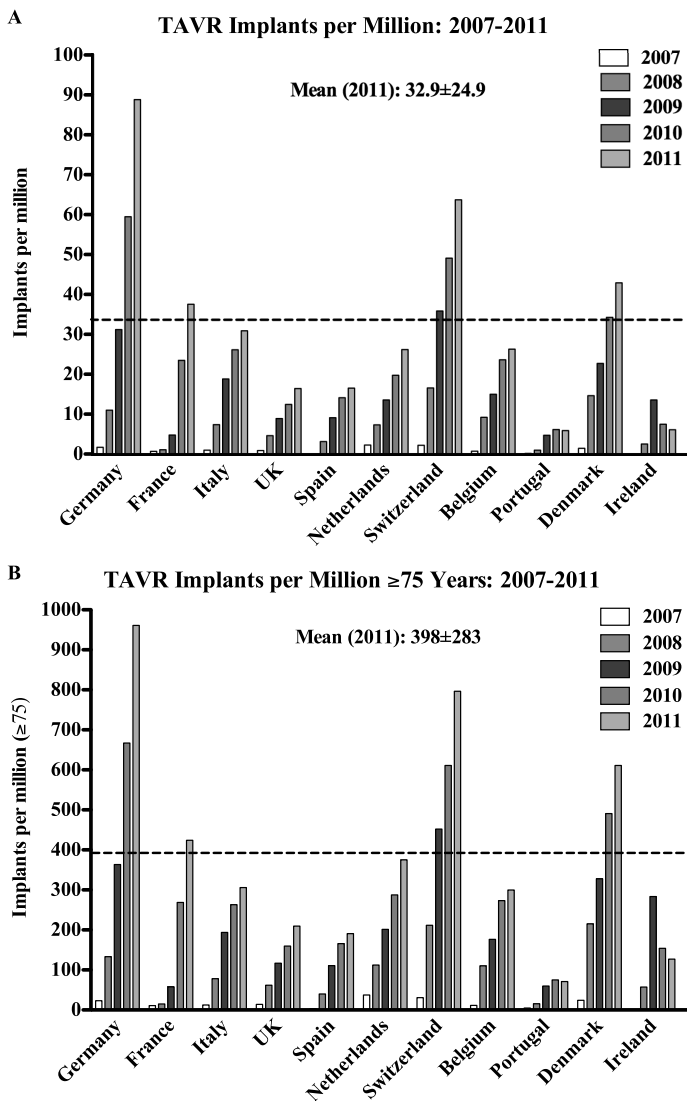 A
TAVR Implants per Million: 2007-2011
Mean (2011): 32.9±24.9
2007
2008
2009
2010
2011
Implants per million
100
90
80
70
60
50
40
30
20
10
0
Germany
France
Italy
UK
Spain
Netherlands
Switzerland
Belgium
Portugal
Denmark
Ireland
B
TAVR Implants per Million ≥75 Years: 2007-2011
Mean (2011): 398±283
2007
2008
2009
2010
2011
Implants per million (≥75)
1000
900
800
700
600
500
400
300
200
100
0
Germany
France
Italy
UK
Spain
Netherlands
Switzerland
Belgium
Portugal
Denmark
Ireland